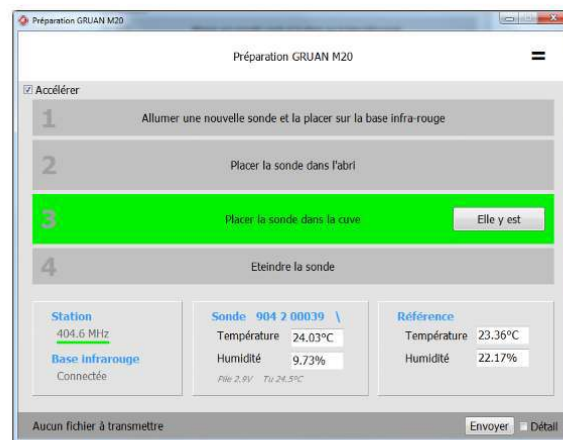 Préparation GRUAN M20
Préparation GRUAN M20
Accélérer
1 Allumer une nouvelle sonde et la placer sur la base infra-rouge
2 Placer la sonde dans l'abri
3 Placer la sonde dans la cuve Elle y est
4 Eteindre la sonde
Station
404.6 MHz
Base infrarouge
Connectée
Sonde 904 2 00039 \
Température 24.03°C
Humidité 9.73%
Pile 2.9V Tu 24.5°C
Référence
Température 23.36°C
Humidité 22.17%
Aucun fichier à transmettre Envoyer Détail